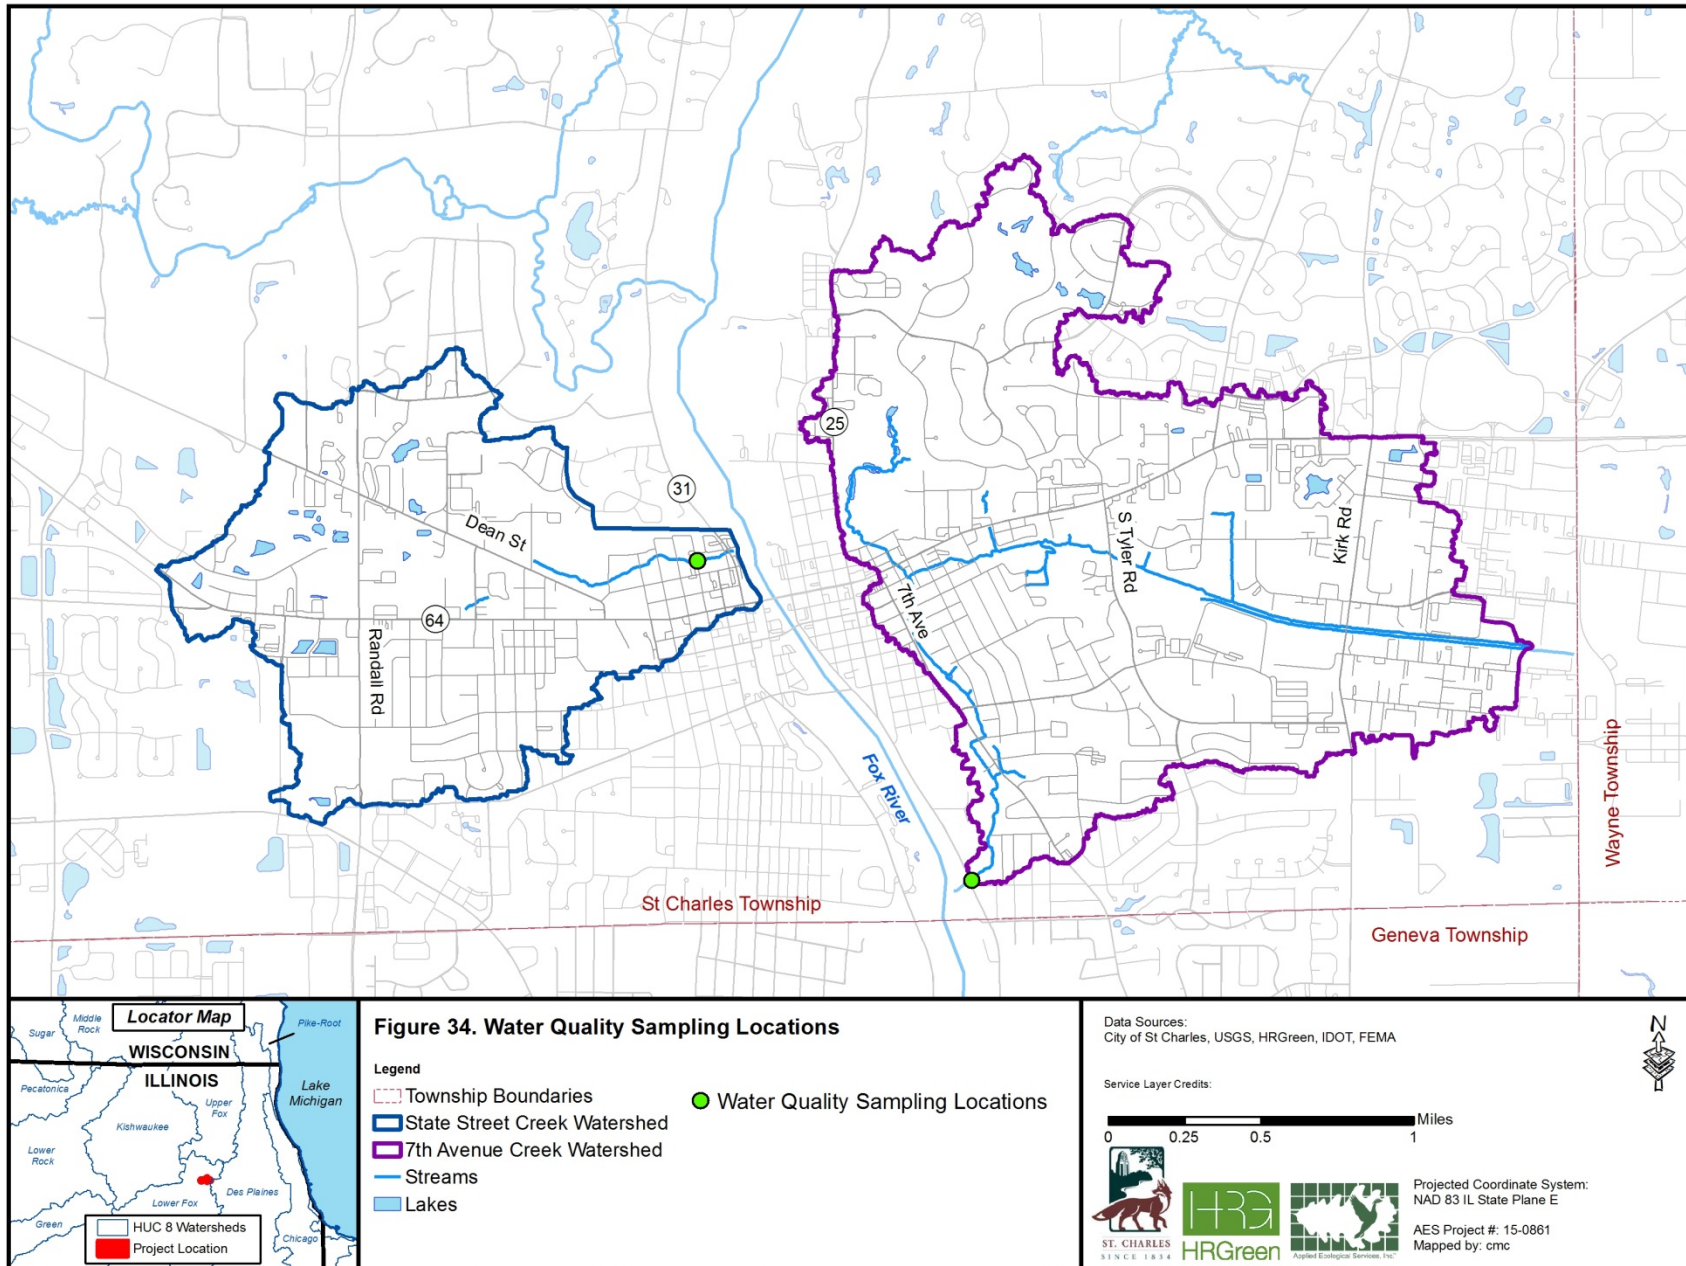 25
31
Dean St
S Tyler Rd
Kirk Rd
7th Ave
64
Randall Rd
Fox River
Wayne Township
St Charles Township
Geneva Township
Locator Map
Sugar
Middle
Rock
Pike-Root
WISCONSIN
ILLINOIS
Lake
Michigan
Pecatonica
Upper
Fox
Kishwaukee
Lower
Rock
Des Plaines
Lower Fox
Green
Chicago
HUC 8 Watersheds
Project Location
Figure 34. Water Quality Sampling Locations
Legend
Township Boundaries
State Street Creek Watershed
7th Avenue Creek Watershed
Streams
Lakes
Water Quality Sampling Locations
Data Sources:
City of St Charles, USGS, HRGreen, IDOT, FEMA
Service Layer Credits:
N
Miles
0 0.25 0.5 1
ST. CHARLES
SINCE 1834
HRG
HRGreen
Applied Ecological Services, Inc.
Projected Coordinate System:
NAD 83 IL State Plane E
AES Project #: 15-0861
Mapped by: cmc